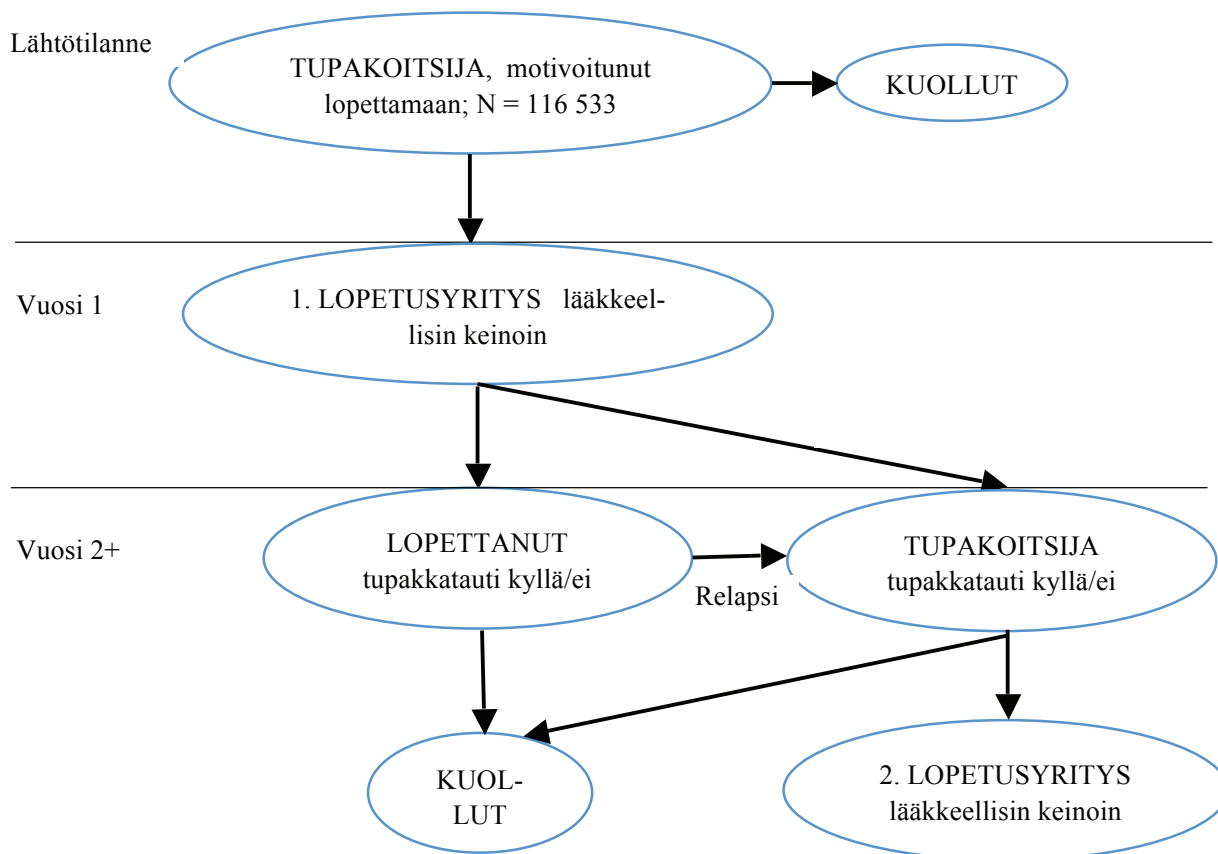 Lähtötilanne
TUPAKOITSIJA, motivoitunut
lopettamaan; N = 116 533
KUOLLUT
Vuosi 1
1. LOPETUSYRITYS lääkkeel-
lisin keinoin
Vuosi 2+
LOPETTANUT
tupakkatauti kyllä/ei
Relapsi
TUPAKOITSIJA
tupakkatauti kyllä/ei
KUOL-
LUT
2. LOPETUSYRITYS
lääkkeellisin keinoin